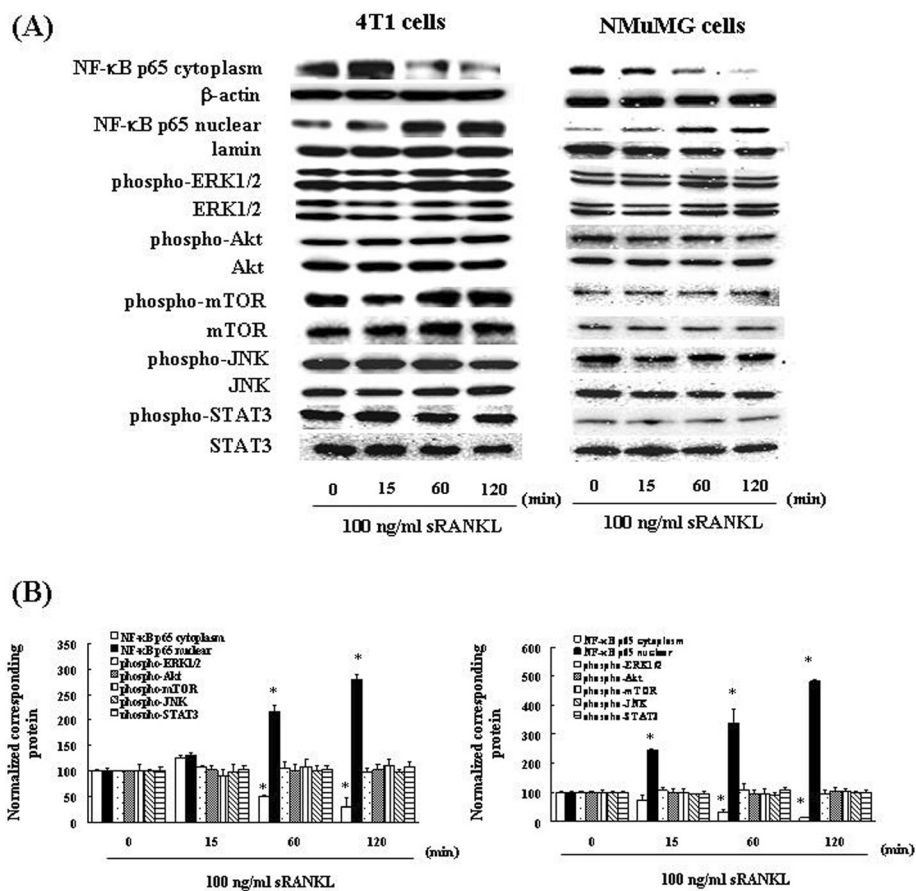 (A)
4T1 cells
NMuMG cells
NF-κB p65 cytoplasm
β-actin
NF-κB p65 nuclear
lamin
phospho-ERK1/2
ERK1/2
phospho-Akt
Akt
phospho-mTOR
mTOR
phospho-JNK
JNK
phospho-STAT3
STAT3
0 15 60 120 (min)
100 ng/ml sRANKL
0 15 60 120 (min)
100 ng/ml sRANKL
(B)
Normalized corresponding protein
350
300
250
200
150
100
50
0
NF-κB p65 cytoplasm
NF-κB p65 nuclear
phospho-ERK1/2
phospho-Akt
phospho-mTOR
phospho-JNK
phospho-STAT3
* * * *
0 15 60 120 (min)
100 ng/ml sRANKL
Normalized corresponding protein
600
500
400
300
200
100
0
NF-κB p65 cytoplasm
NF-κB p65 nuclear
phospho-ERK1/2
phospho-Akt
phospho-mTOR
phospho-JNK
phospho-STAT3
* * * * *
0 15 60 120 (min)
100 ng/ml sRANKL